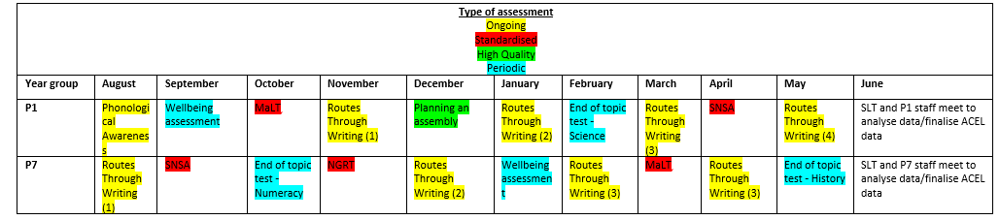 Type of assessment
Ongoing
Standardised
High Quality
Periodic
Year group August September October November December January February March April May June
P1
Phonologi
cal
Awarenes
s
Wellbeing
assessment
MaLT
Routes
Through
Writing (1)
Planning an
assembly
Routes
Through
Writing (2)
End of topic
test -
Science
Routes
Through
Writing
(3)
SNSA
Routes
Through
Writing (4)
SLT and P1 staff meet to
analyse data/finalise ACEL
data
P7
Routes
Through
Writing
(1)
SNSA
End of topic
test -
Numeracy
NGRT
Routes
Through
Writing (2)
Wellbeing
assessmen
t
Routes
Through
Writing (3)
MaLT
Routes
Through
Writing (3)
End of topic
test - History
SLT and P7 staff meet to
analyse data/finalise ACEL
data